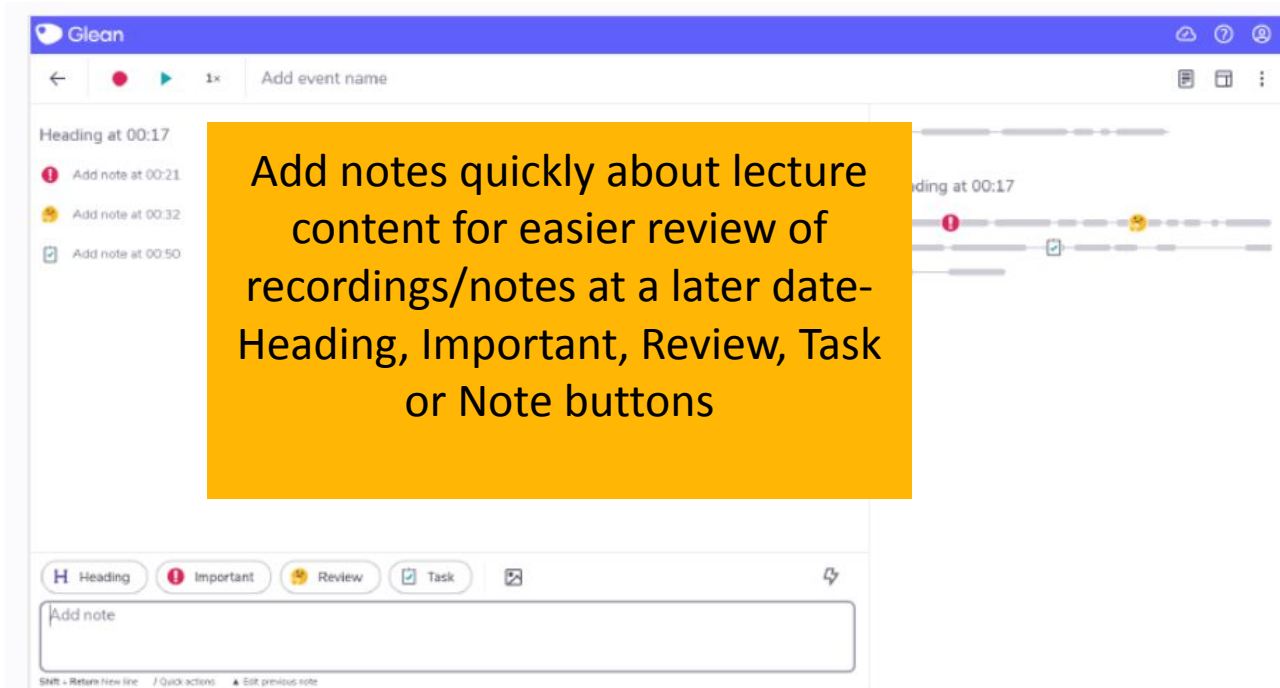 Glean
1× Add event name
Heading at 00:17
Add note at 00:21
Add note at 00:32
Add note at 00:50
Add notes quickly about lecture
content for easier review of
recordings/notes at a later date-
Heading, Important, Review, Task
or Note buttons
ding at 00:17
H Heading Important Review Task
Add note
Shift + Return New line / Quick actions ▲ Edit previous note